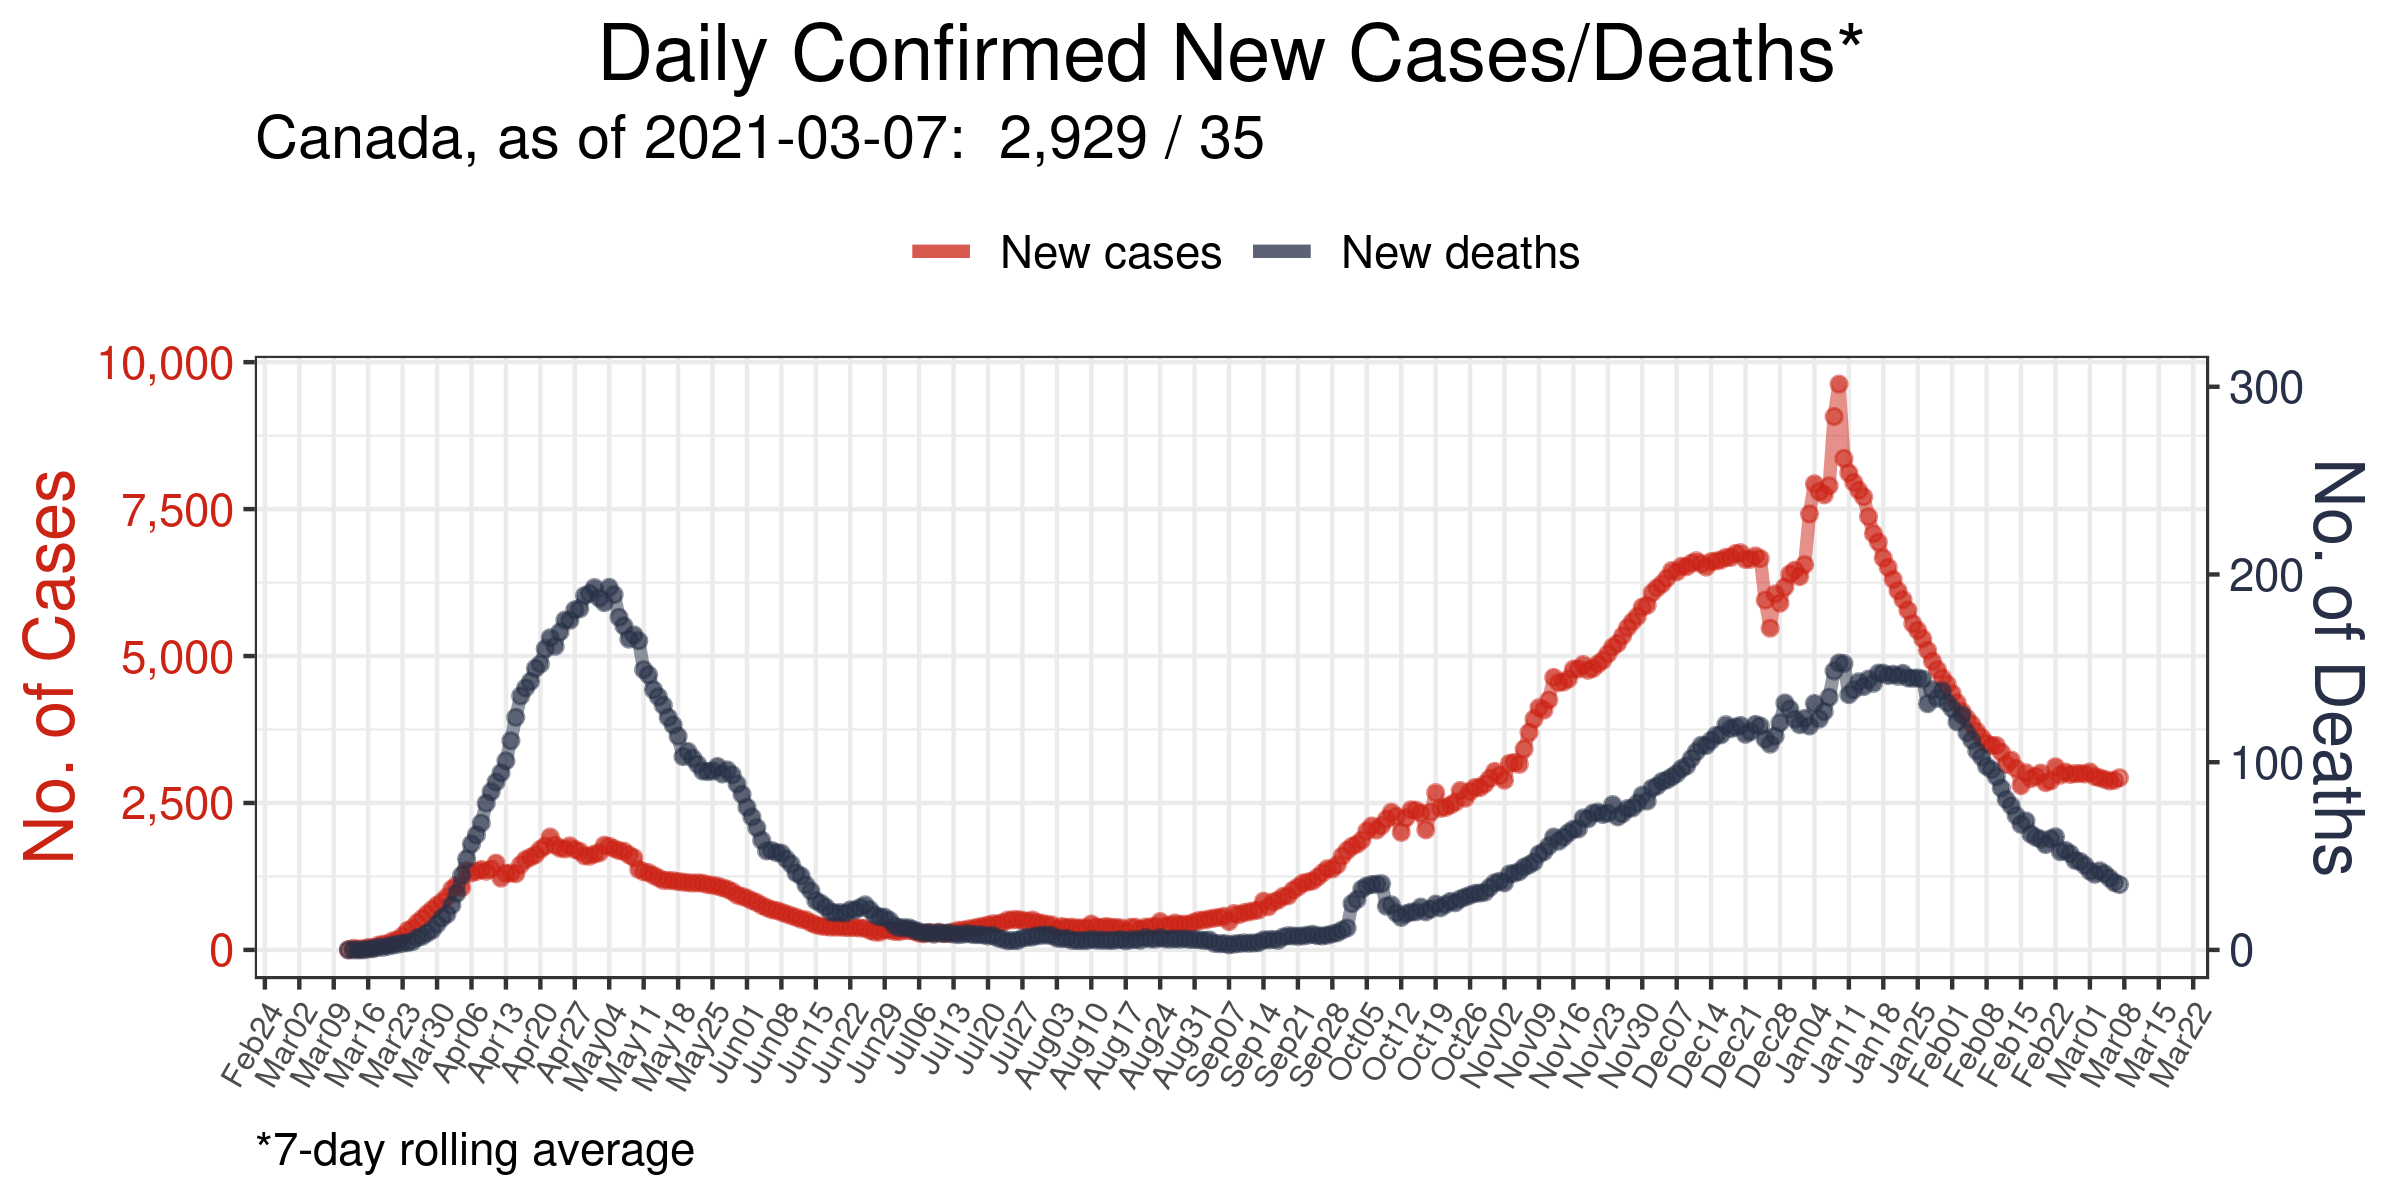 Daily Confirmed New Cases/Deaths*
Canada, as of 2021-03-07:  2,929 / 35
New cases
New deaths
No. of Cases
10,000
7,500
5,000
2,500
0
300
200
100
0
No. of Deaths
Feb24
Mar02
Mar09
Mar16
Mar23
Mar30
Apr06
Apr13
Apr20
Apr27
May04
May11
May18
May25
Jun01
Jun08
Jun15
Jun22
Jun29
Jul06
Jul13
Jul20
Jul27
Aug03
Aug10
Aug17
Aug24
Aug31
Sep07
Sep14
Sep21
Sep28
Oct05
Oct12
Oct19
Oct26
Nov02
Nov09
Nov16
Nov23
Nov30
Dec07
Dec14
Dec21
Dec28
Jan04
Jan11
Jan18
Jan25
Feb01
Feb08
Feb15
Feb22
Mar01
Mar08
Mar15
Mar22
*7-day rolling average